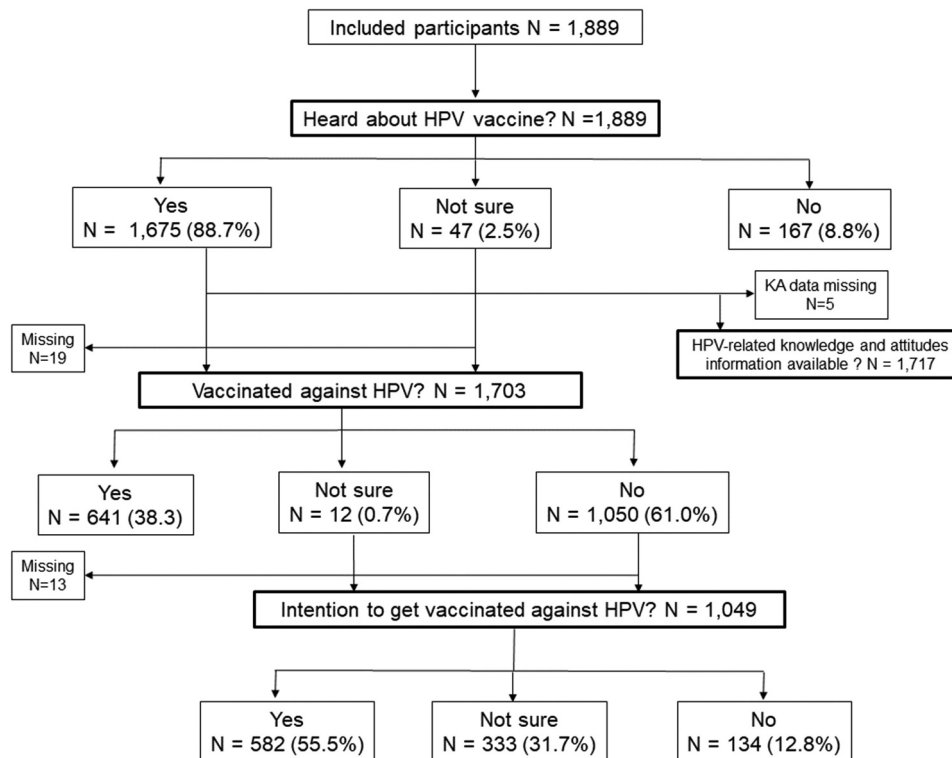 Included participants N = 1,889
Heard about HPV vaccine? N =1,889
Yes
N =  1,675 (88.7%)
Not sure
N = 47 (2.5%)
No
N = 167 (8.8%)
KA data missing
N=5
Missing
N=19
HPV-related knowledge and attitudes
information available ? N = 1,717
Vaccinated against HPV? N = 1,703
Yes
N = 641 (38.3)
Not sure
N = 12 (0.7%)
No
N = 1,050 (61.0%)
Missing
N=13
Intention to get vaccinated against HPV? N = 1,049
Yes
N = 582 (55.5%)
Not sure
N = 333 (31.7%)
No
N = 134 (12.8%)